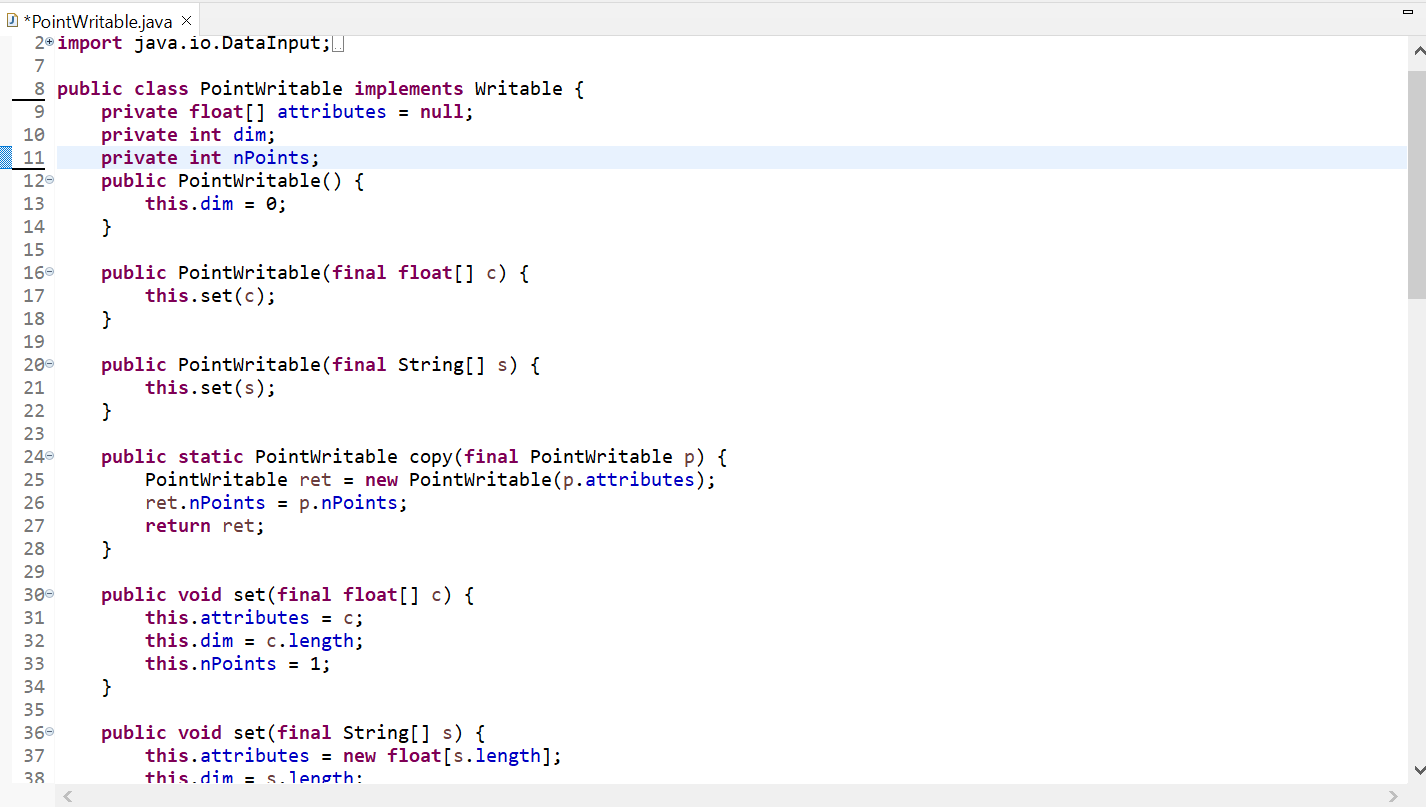 *PointWritable.java
2 import java.io.DataInput;
7
8 public class PointWritable implements Writable {
9     private float[] attributes = null;
10     private int dim;
11     private int nPoints;
12     public PointWritable() {
13         this.dim = 0;
14     }
15
16     public PointWritable(final float[] c) {
17         this.set(c);
18     }
19
20     public PointWritable(final String[] s) {
21         this.set(s);
22     }
23
24     public static PointWritable copy(final PointWritable p) {
25         PointWritable ret = new PointWritable(p.attributes);
26         ret.nPoints = p.nPoints;
27         return ret;
28     }
29
30     public void set(final float[] c) {
31         this.attributes = c;
32         this.dim = c.length;
33         this.nPoints = 1;
34     }
35
36     public void set(final String[] s) {
37         this.attributes = new float[s.length];
38         this.dim = s.length;